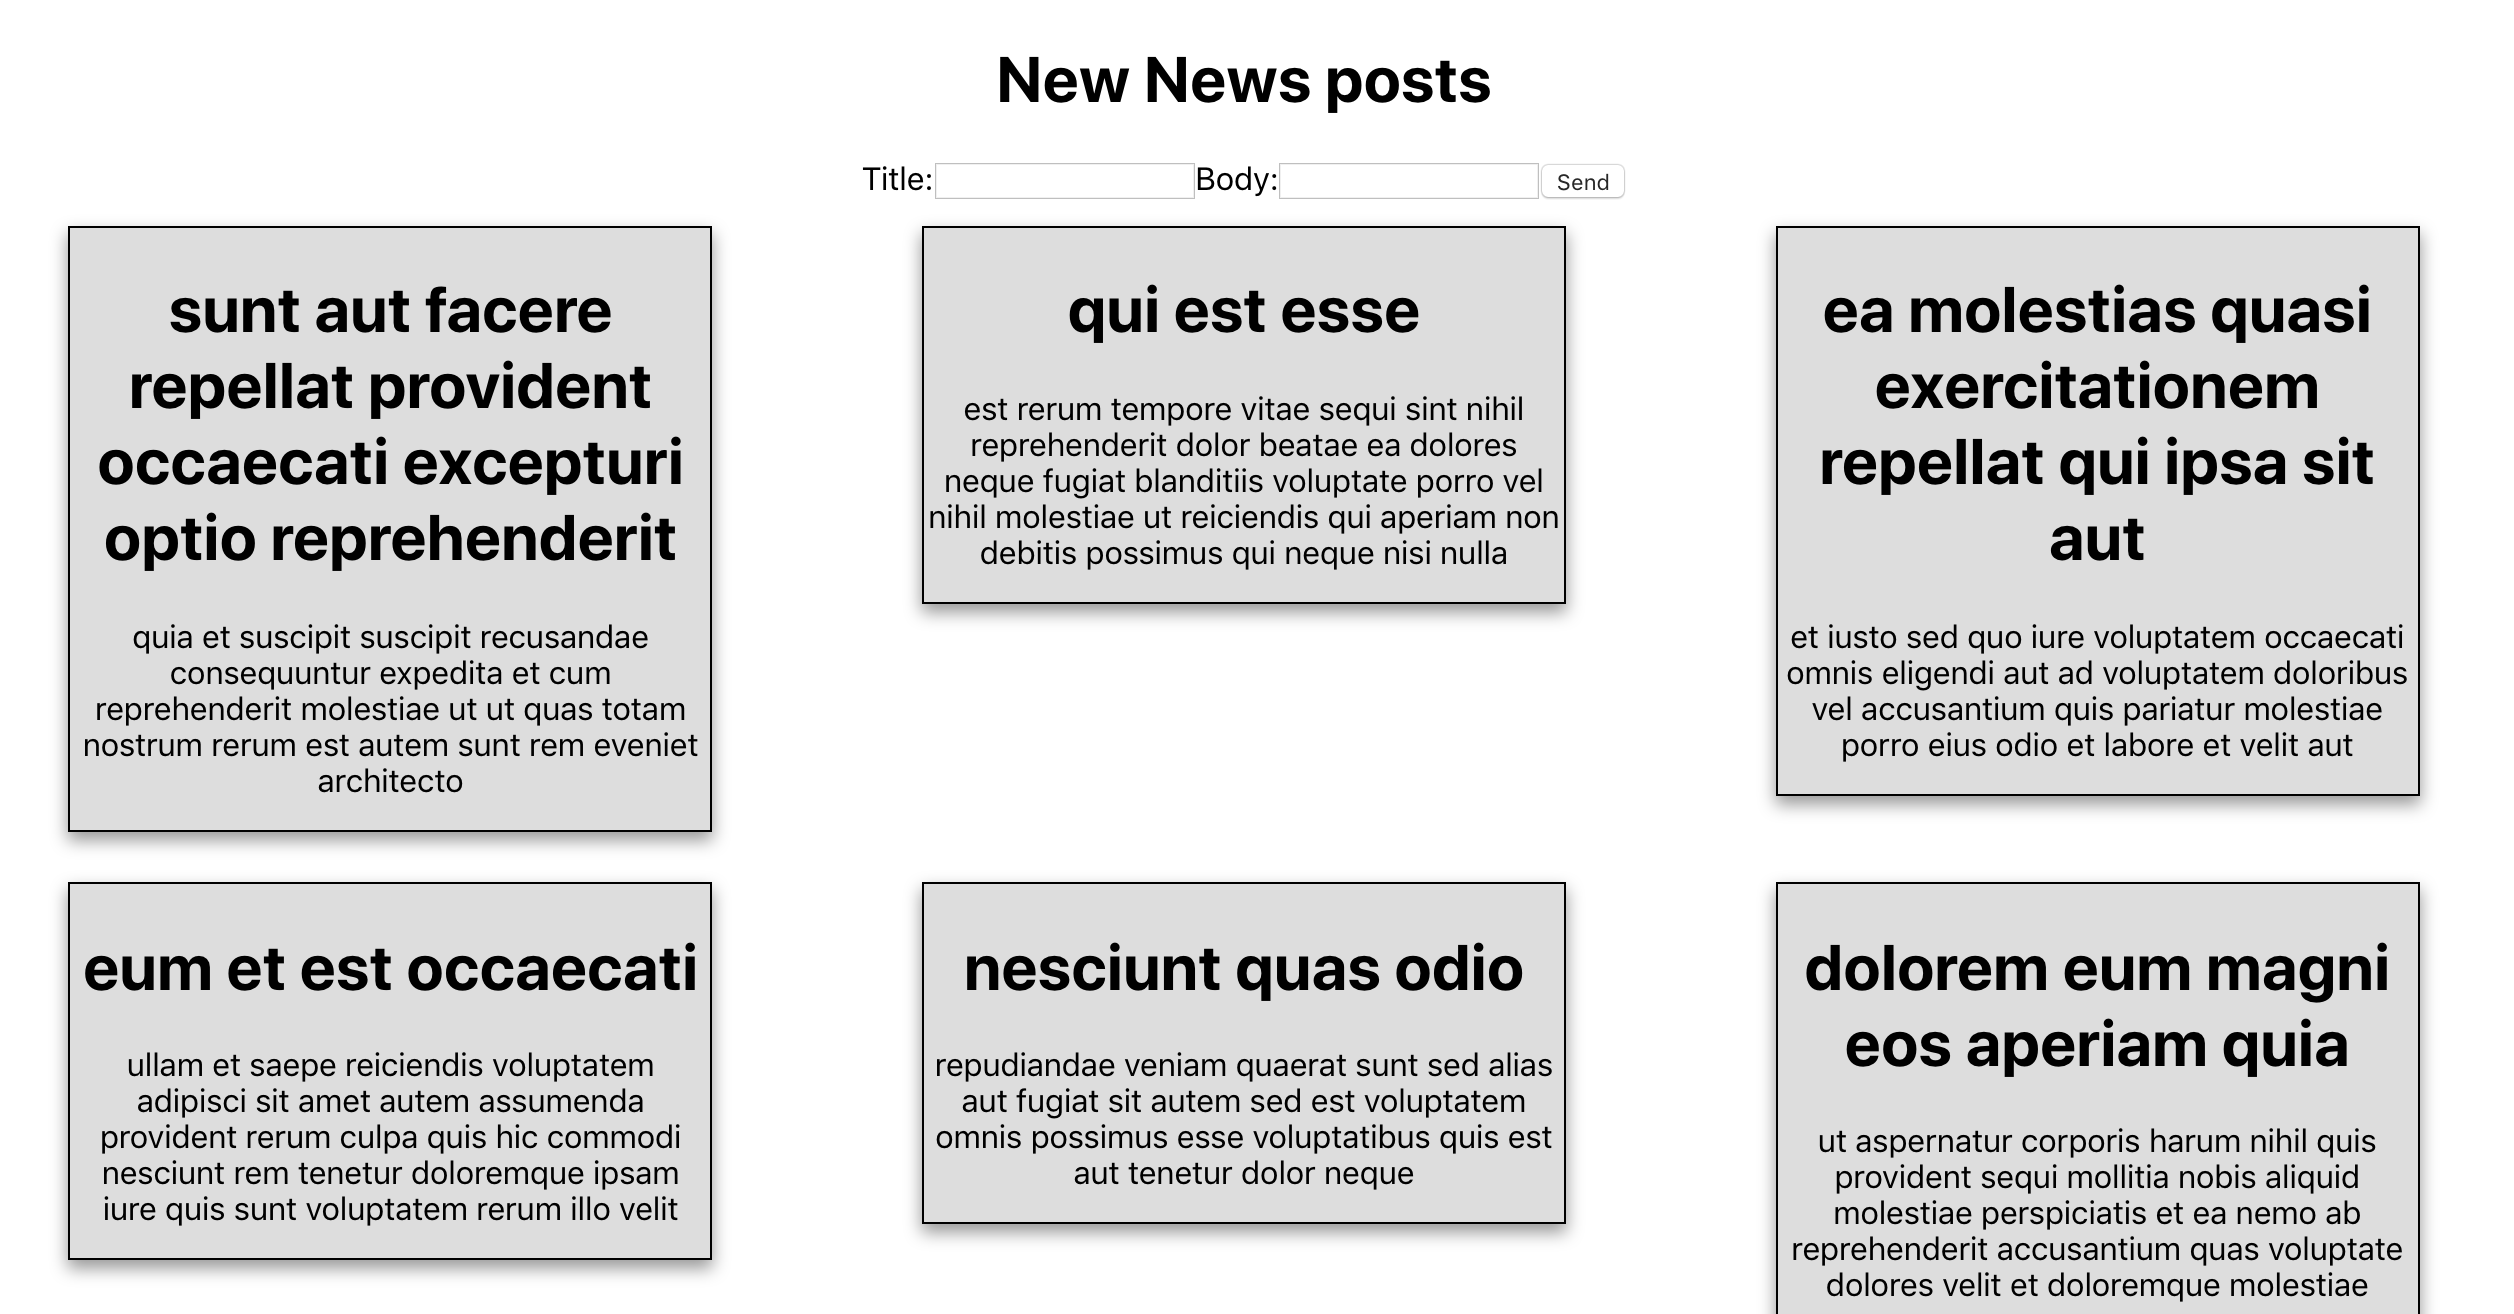 New News posts
Title: Body: Send
sunt aut facere
repellat provident
occaecati excepturi
optio reprehenderit
quia et suscipit suscipit recusandae
consequuntur expedita et cum
reprehenderit molestiae ut ut quas totam
nostrum rerum est autem sunt rem eveniet
architecto
qui est esse
est rerum tempore vitae sequi sint nihil
reprehenderit dolor beatae ea dolores
neque fugiat blanditiis voluptate porro vel
nihil molestiae ut reiciendis qui aperiam non
debitis possimus qui neque nisi nulla
ea molestias quasi
exercitationem
repellat qui ipsa sit
aut
et iusto sed quo iure voluptatem occaecati
omnis eligendi aut ad voluptatem doloribus
vel accusantium quis pariatur molestiae
porro eius odio et labore et velit aut
eum et est occaecati
ullam et saepe reiciendis voluptatem
adipisci sit amet autem assumenda
provident rerum culpa quis hic commodi
nesciunt rem tenetur doloremque ipsam
iure quis sunt voluptatem rerum illo velit
nesciunt quas odio
repudiandae veniam quaerat sunt sed alias
aut fugiat sit autem sed est voluptatem
omnis possimus esse voluptatibus quis est
aut tenetur dolor neque
dolorem eum magni
eos aperiam quia
ut aspernatur corporis harum nihil quis
provident sequi mollitia nobis aliquid
molestiae perspiciatis et ea nemo ab
reprehenderit accusantium quas voluptate
dolores velit et doloremque molestiae